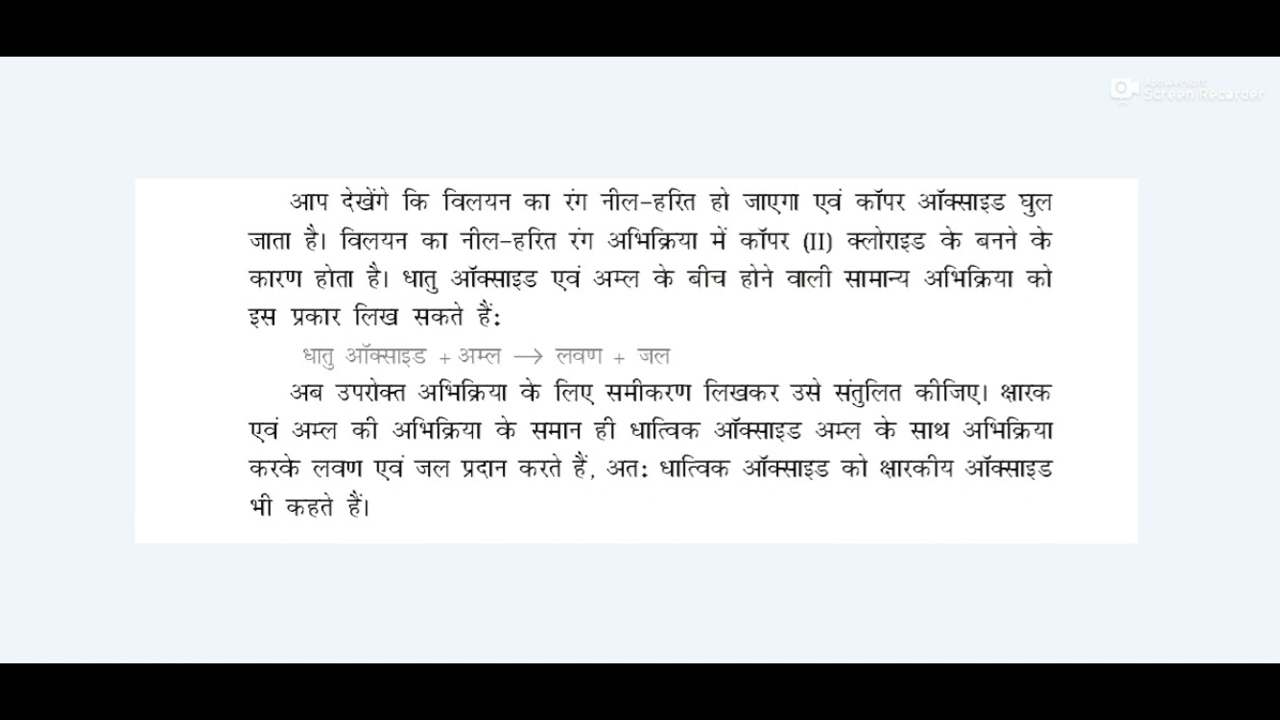 Apowersoft
Screen Recorder
आप देखेंगे कि विलयन का रंग नील-हरित हो जाएगा एवं कॉपर ऑक्साइड घुल
जाता है। विलयन का नील-हरित रंग अभिक्रिया में कॉपर (II) क्लोराइड के बनने के
कारण होता है। धातु ऑक्साइड एवं अम्ल के बीच होने वाली सामान्य अभिक्रिया को
इस प्रकार लिख सकते हैं:
धातु ऑक्साइड + अम्ल ⟶ लवण + जल
अब उपरोक्त अभिक्रिया के लिए समीकरण लिखकर उसे संतुलित कीजिए। क्षारक
एवं अम्ल की अभिक्रिया के समान ही धात्विक ऑक्साइड अम्ल के साथ अभिक्रिया
करके लवण एवं जल प्रदान करते हैं, अत: धात्विक ऑक्साइड को क्षारकीय ऑक्साइड
भी कहते हैं।